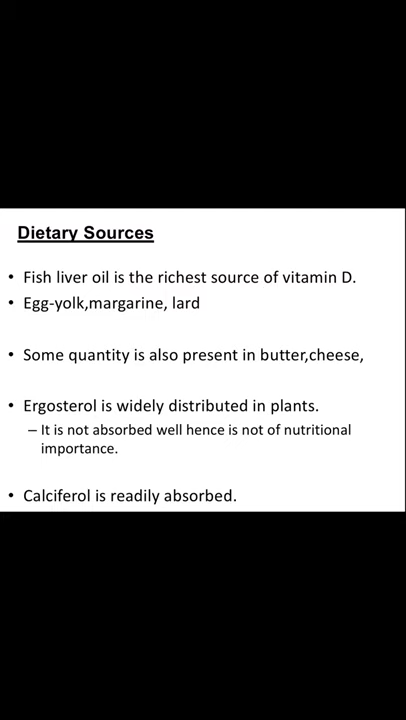 Dietary Sources
• Fish liver oil is the richest source of vitamin D.
• Egg-yolk,margarine, lard
• Some quantity is also present in butter,cheese,
• Ergosterol is widely distributed in plants.
– It is not absorbed well hence is not of nutritional
importance.
• Calciferol is readily absorbed.